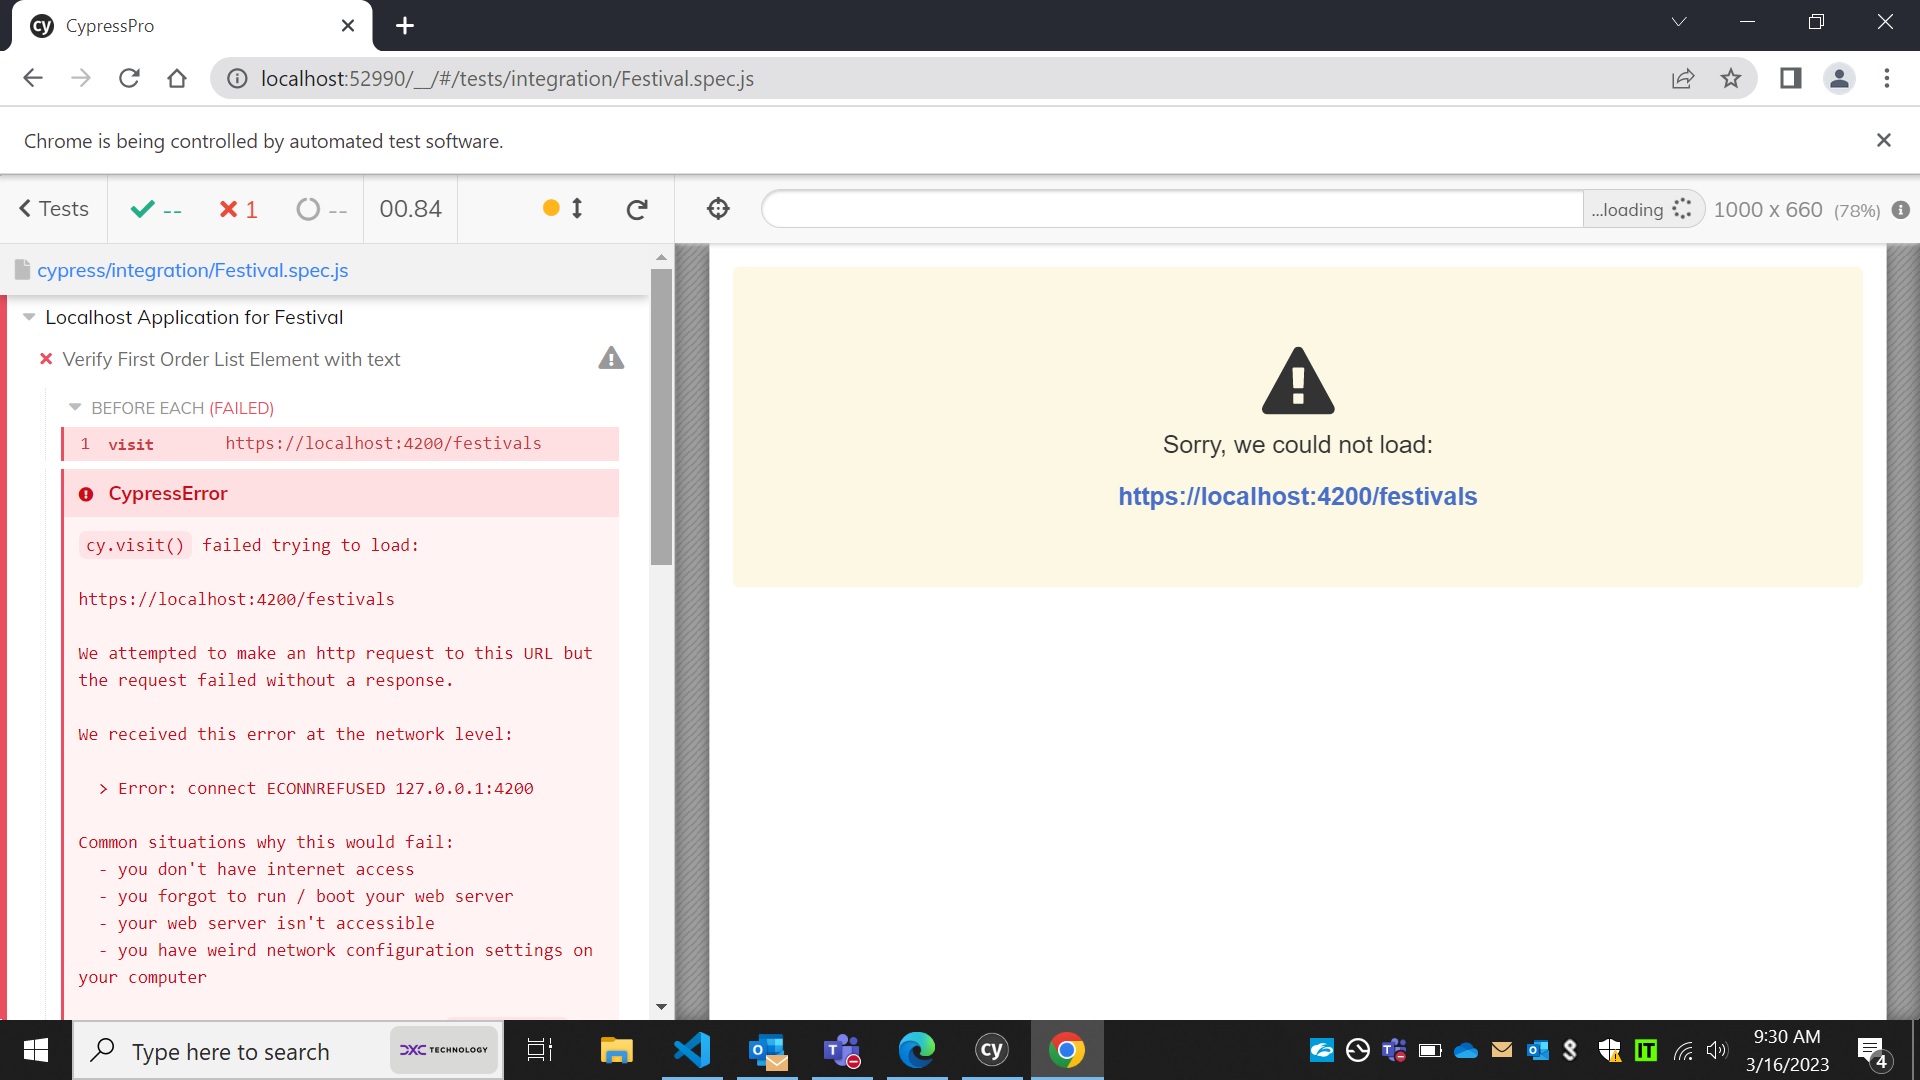 cy CypressPro
localhost:52990/__/#/tests/integration/Festival.spec.js
Chrome is being controlled by automated test software.
Tests -- 1 -- 00.84 ...loading 1000 x 660 (78%)
cypress/integration/Festival.spec.js
Localhost Application for Festival
Verify First Order List Element with text
BEFORE EACH (FAILED)
1 visit https://localhost:4200/festivals
CypressError
cy.visit() failed trying to load:
https://localhost:4200/festivals
We attempted to make an http request to this URL but
the request failed without a response.
We received this error at the network level:
> Error: connect ECONNREFUSED 127.0.0.1:4200
Common situations why this would fail:
- you don't have internet access
- you forgot to run / boot your web server
- your web server isn't accessible
- you have weird network configuration settings on
your computer
Sorry, we could not load:
https://localhost:4200/festivals
Type here to search
DXC TECHNOLOGY
cy
IT
9:30 AM
3/16/2023
4